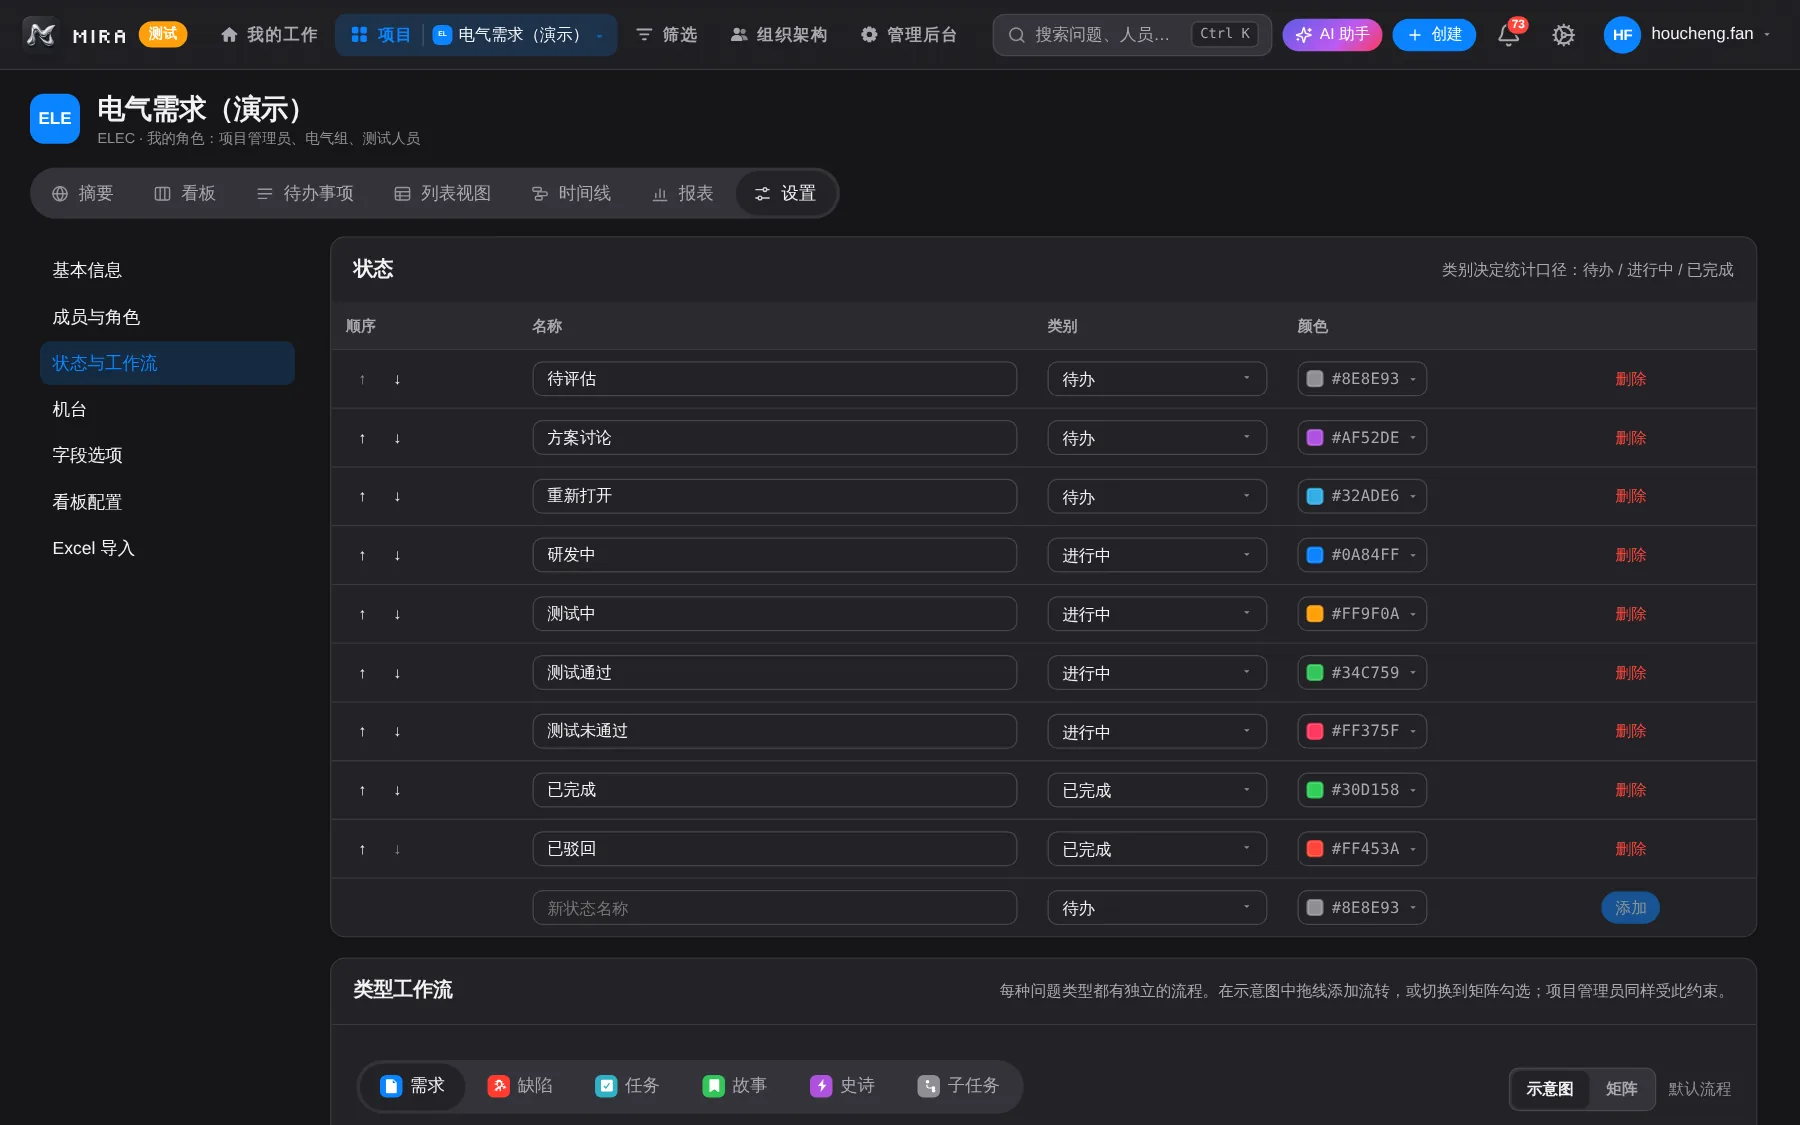 MIRA 测试 我的工作 项目 EL 电气需求（演示） 筛选 组织架构 管理后台 搜索问题、人员... Ctrl K AI 助手 + 创建 73 HF houcheng.fan
ELE 电气需求（演示）
ELEC · 我的角色：项目管理员、电气组、测试人员
摘要 看板 待办事项 列表视图 时间线 报表 设置
基本信息
成员与角色
状态与工作流
机台
字段选项
看板配置
Excel 导入
状态 类别决定统计口径：待办 / 进行中 / 已完成
顺序 名称 类别 颜色
↑ ↓ 待评估 待办 #8E8E93 删除
↑ ↓ 方案讨论 待办 #AF52DE 删除
↑ ↓ 重新打开 待办 #32ADE6 删除
↑ ↓ 研发中 进行中 #0A84FF 删除
↑ ↓ 测试中 进行中 #FF9F0A 删除
↑ ↓ 测试通过 进行中 #34C759 删除
↑ ↓ 测试未通过 进行中 #FF375F 删除
↑ ↓ 已完成 已完成 #30D158 删除
↑ ↓ 已驳回 已完成 #FF453A 删除
新状态名称 待办 #8E8E93 添加
类型工作流 每种问题类型都有独立的流程。在示意图中拖线添加流转，或切换到矩阵勾选；项目管理员同样受此约束。
需求 缺陷 任务 故事 史诗 子任务 示意图 矩阵 默认流程